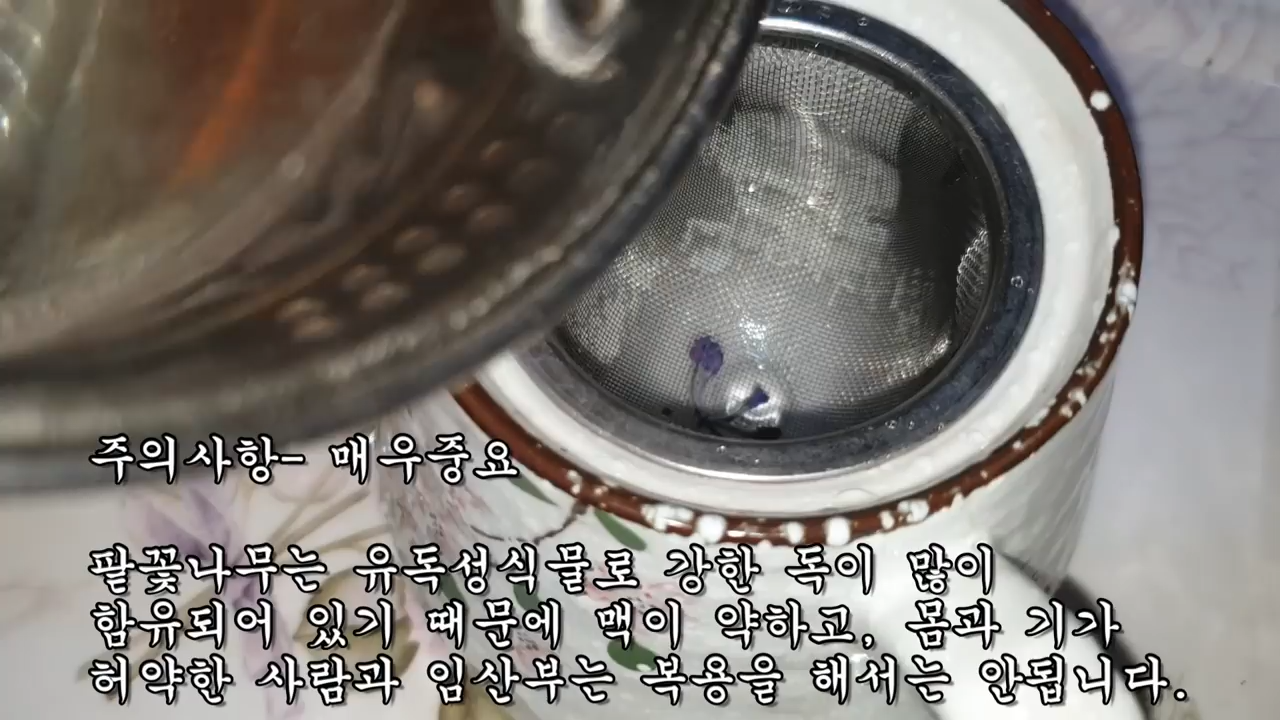 주의사항- 매우중요
팥꽃나무는 유독성식물로 강한 독이 많이
함유되어 있기 때문에 맥이 약하고, 몸과 기가
허약한 사람과 임산부는 복용을 해서는 안됩니다.